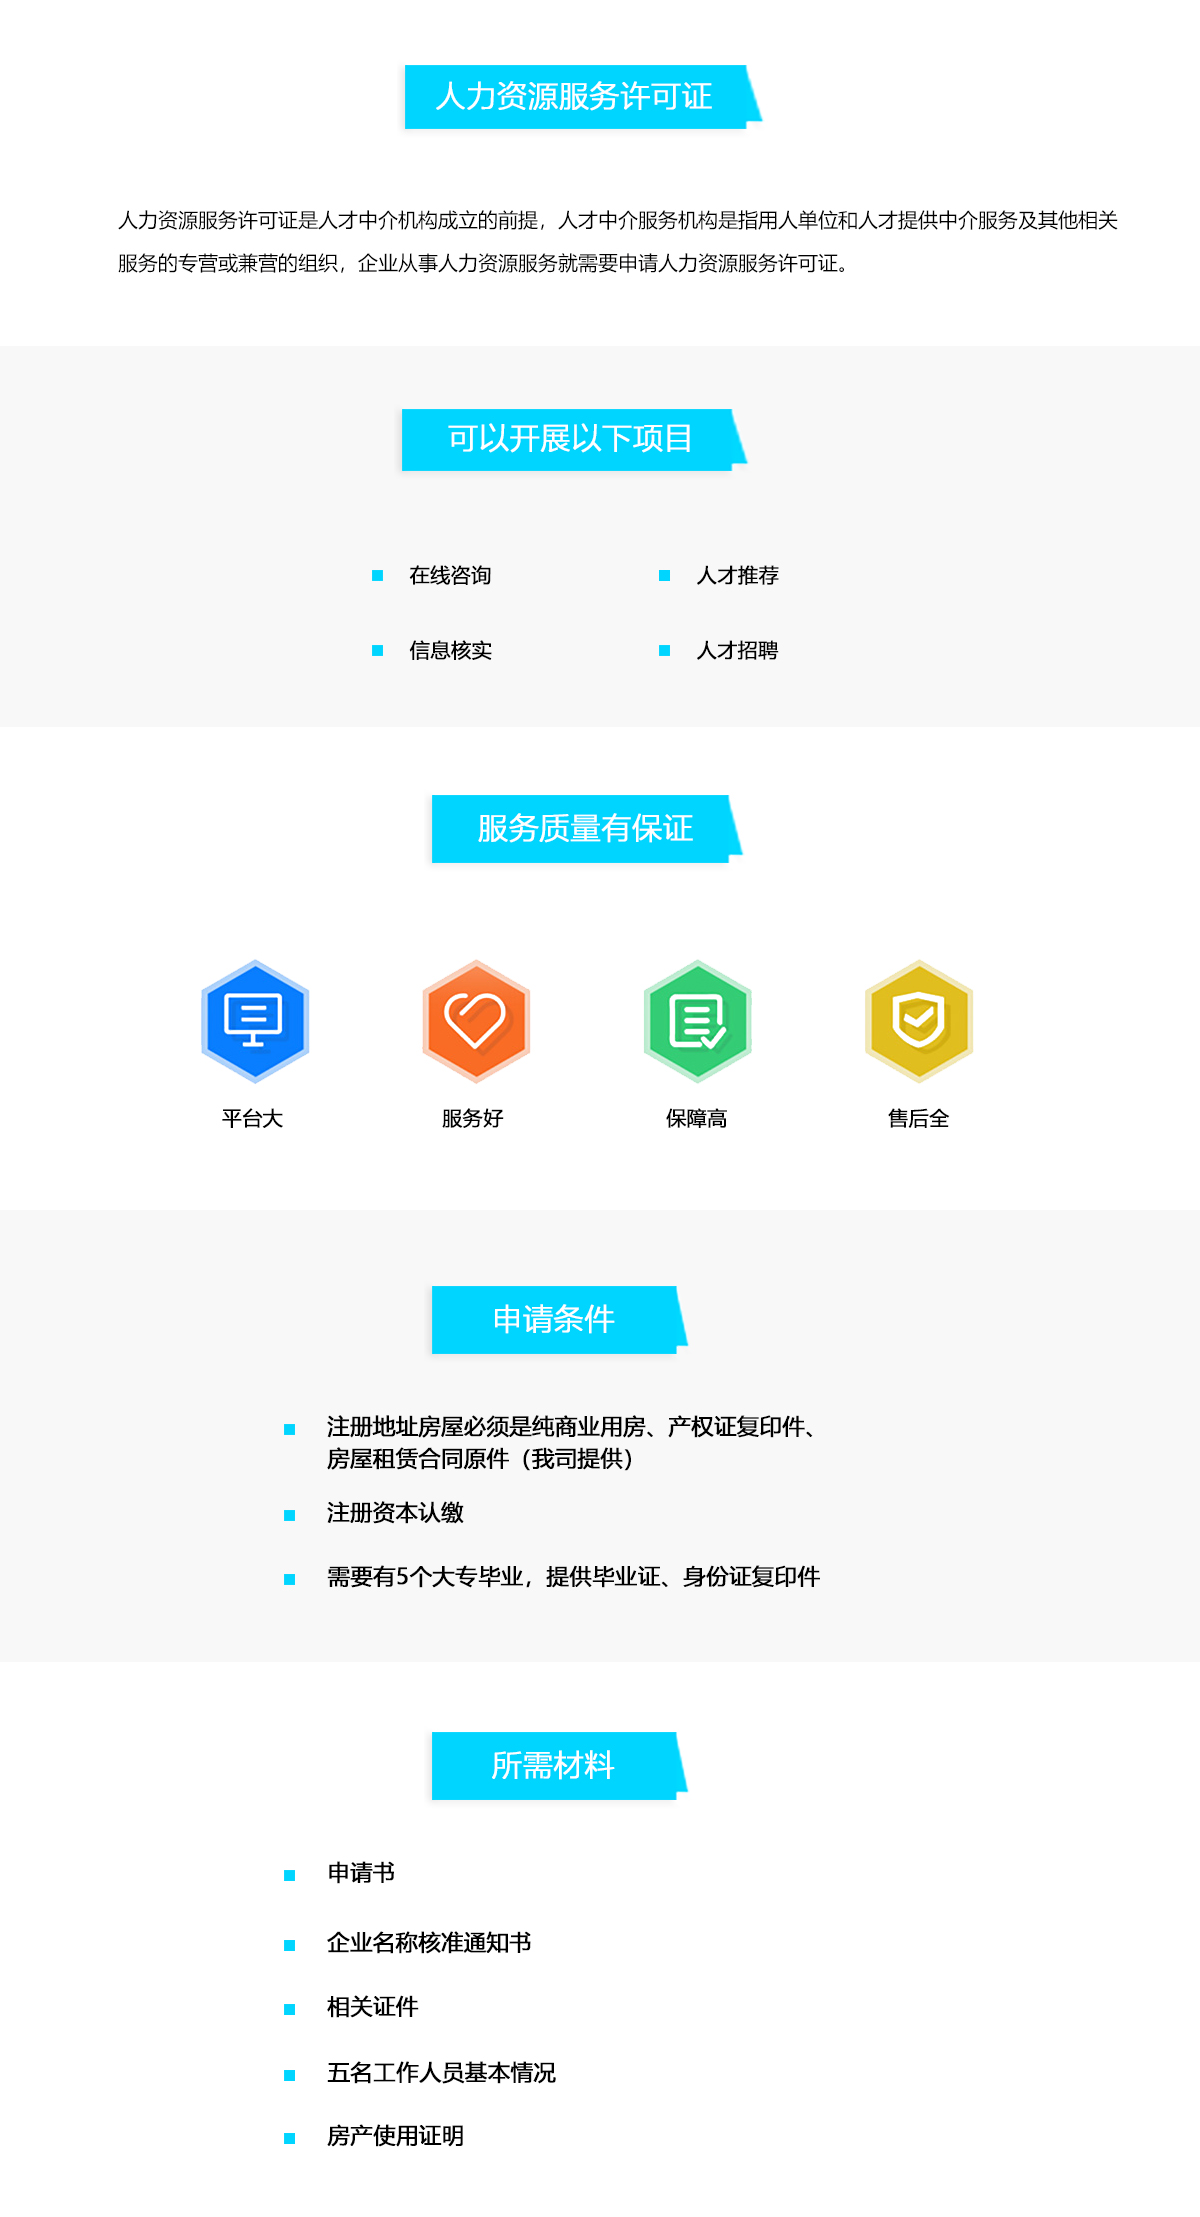 人力资源服务许可证
人力资源服务许可证是人才中介机构成立的前提，人才中介服务机构是指用人单位和人才提供中介服务及其他相关
服务的专营或兼营的组织，企业从事人力资源服务就需要申请人力资源服务许可证。
可以开展以下项目
在线咨询 人才推荐
信息核实 人才招聘
服务质量有保证
平台大 服务好 保障高 售后全
申请条件
注册地址房屋必须是纯商业用房、产权证复印件、
房屋租赁合同原件（我司提供）
注册资本认缴
需要有5个大专毕业，提供毕业证、身份证复印件
所需材料
申请书
企业名称核准通知书
相关证件
五名工作人员基本情况
房产使用证明